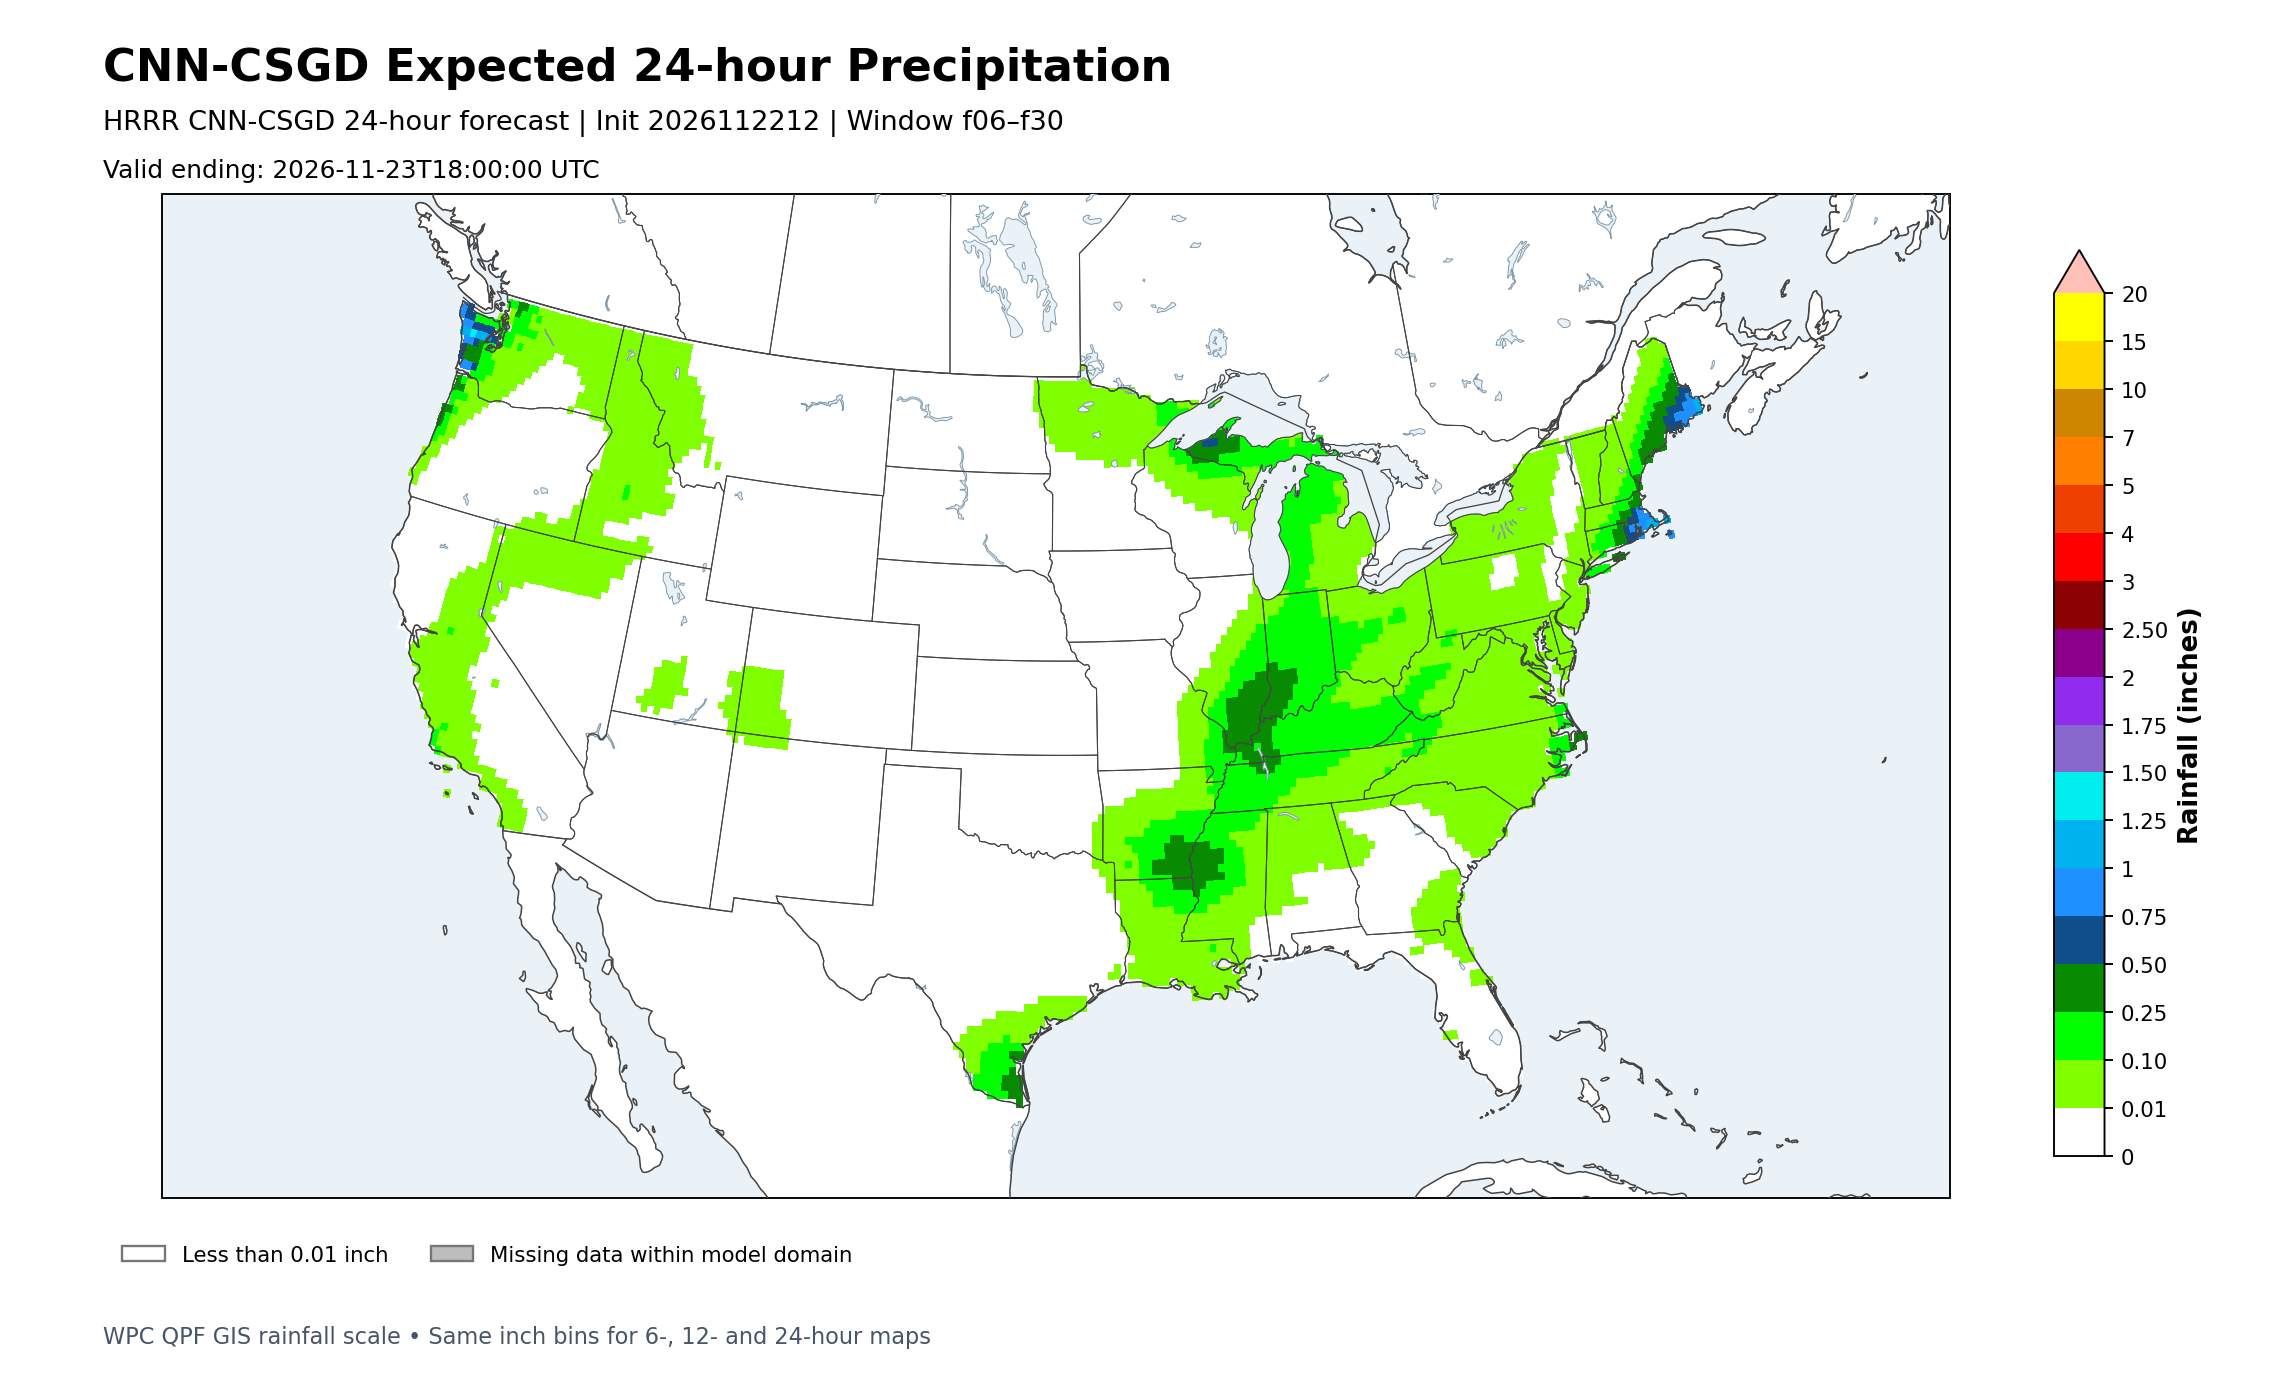 CNN-CSGD Expected 24-hour Precipitation
HRRR CNN-CSGD 24-hour forecast | Init 2026112212 | Window f06–f30
Valid ending: 2026-11-23T18:00:00 UTC
20
15
10
7
5
4
3
2.50
2
1.75
1.50
1.25
1
0.75
0.50
0.25
0.10
0.01
0
Rainfall (inches)
Less than 0.01 inch
Missing data within model domain
WPC QPF GIS rainfall scale • Same inch bins for 6-, 12- and 24-hour maps